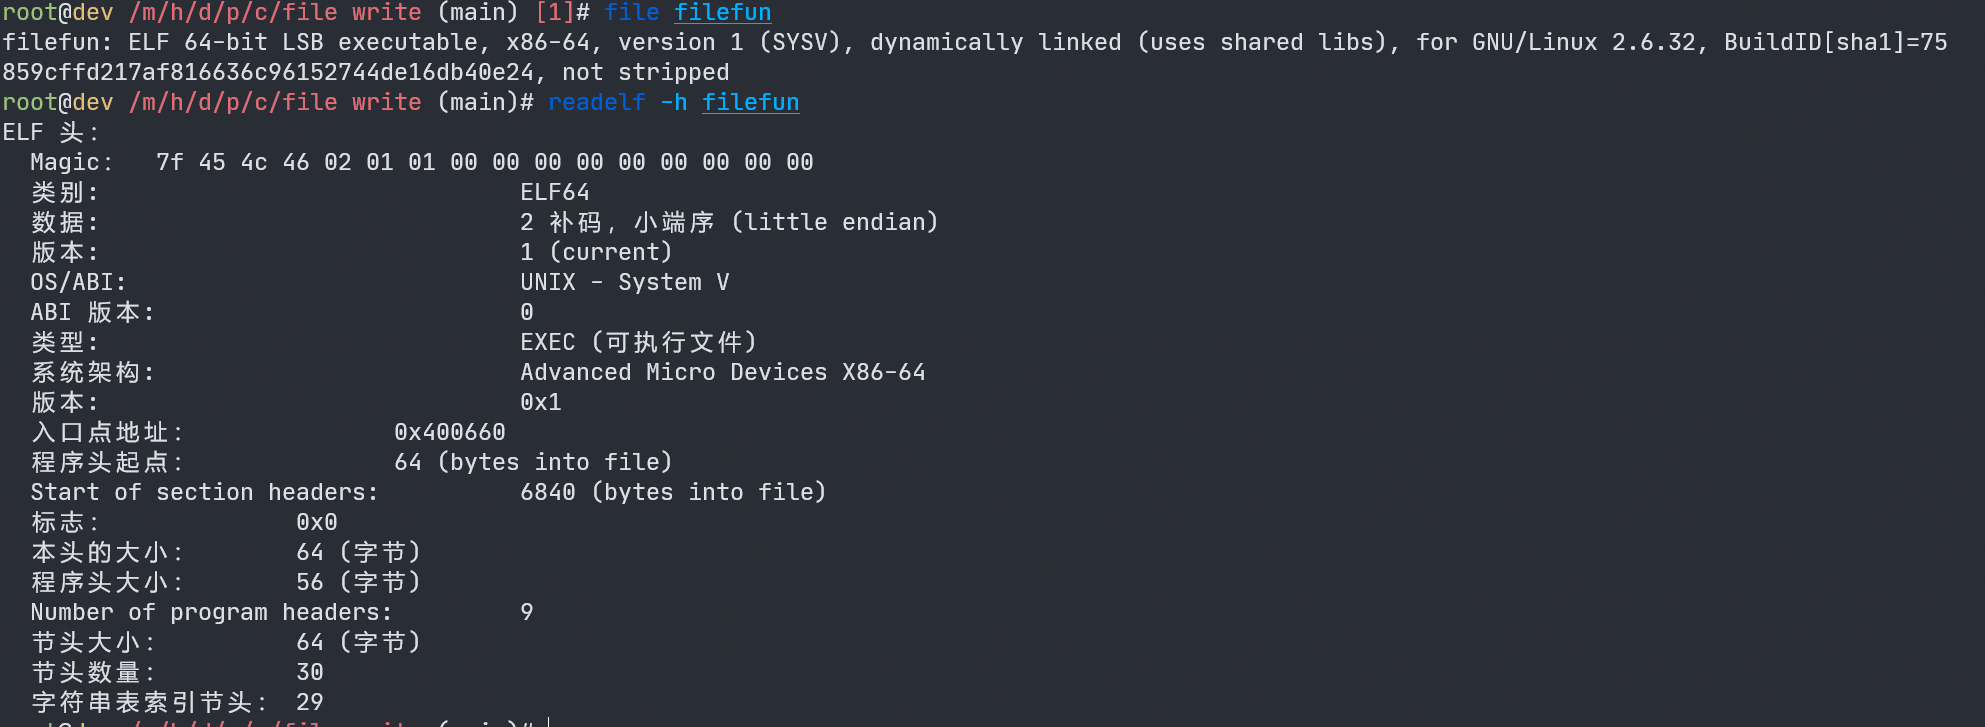 root@dev /m/h/d/p/c/file write (main) [1]# file filefun
filefun: ELF 64-bit LSB executable, x86-64, version 1 (SYSV), dynamically linked (uses shared libs), for GNU/Linux 2.6.32, BuildID[sha1]=75
859cffd217af816636c96152744de16db40e24, not stripped
root@dev /m/h/d/p/c/file write (main)# readelf -h filefun
ELF 头：
  Magic：   7f 45 4c 46 02 01 01 00 00 00 00 00 00 00 00 00
  类别:                              ELF64
  数据:                              2 补码，小端序 (little endian)
  版本:                              1 (current)
  OS/ABI:                            UNIX - System V
  ABI 版本:                          0
  类型:                              EXEC (可执行文件)
  系统架构:                          Advanced Micro Devices X86-64
  版本:                              0x1
  入口点地址：               0x400660
  程序头起点：               64 (bytes into file)
  Start of section headers:          6840 (bytes into file)
  标志：              0x0
  本头的大小：        64 (字节)
  程序头大小：        56 (字节)
  Number of program headers:         9
  节头大小：          64 (字节)
  节头数量：          30
  字符串表索引节头：  29